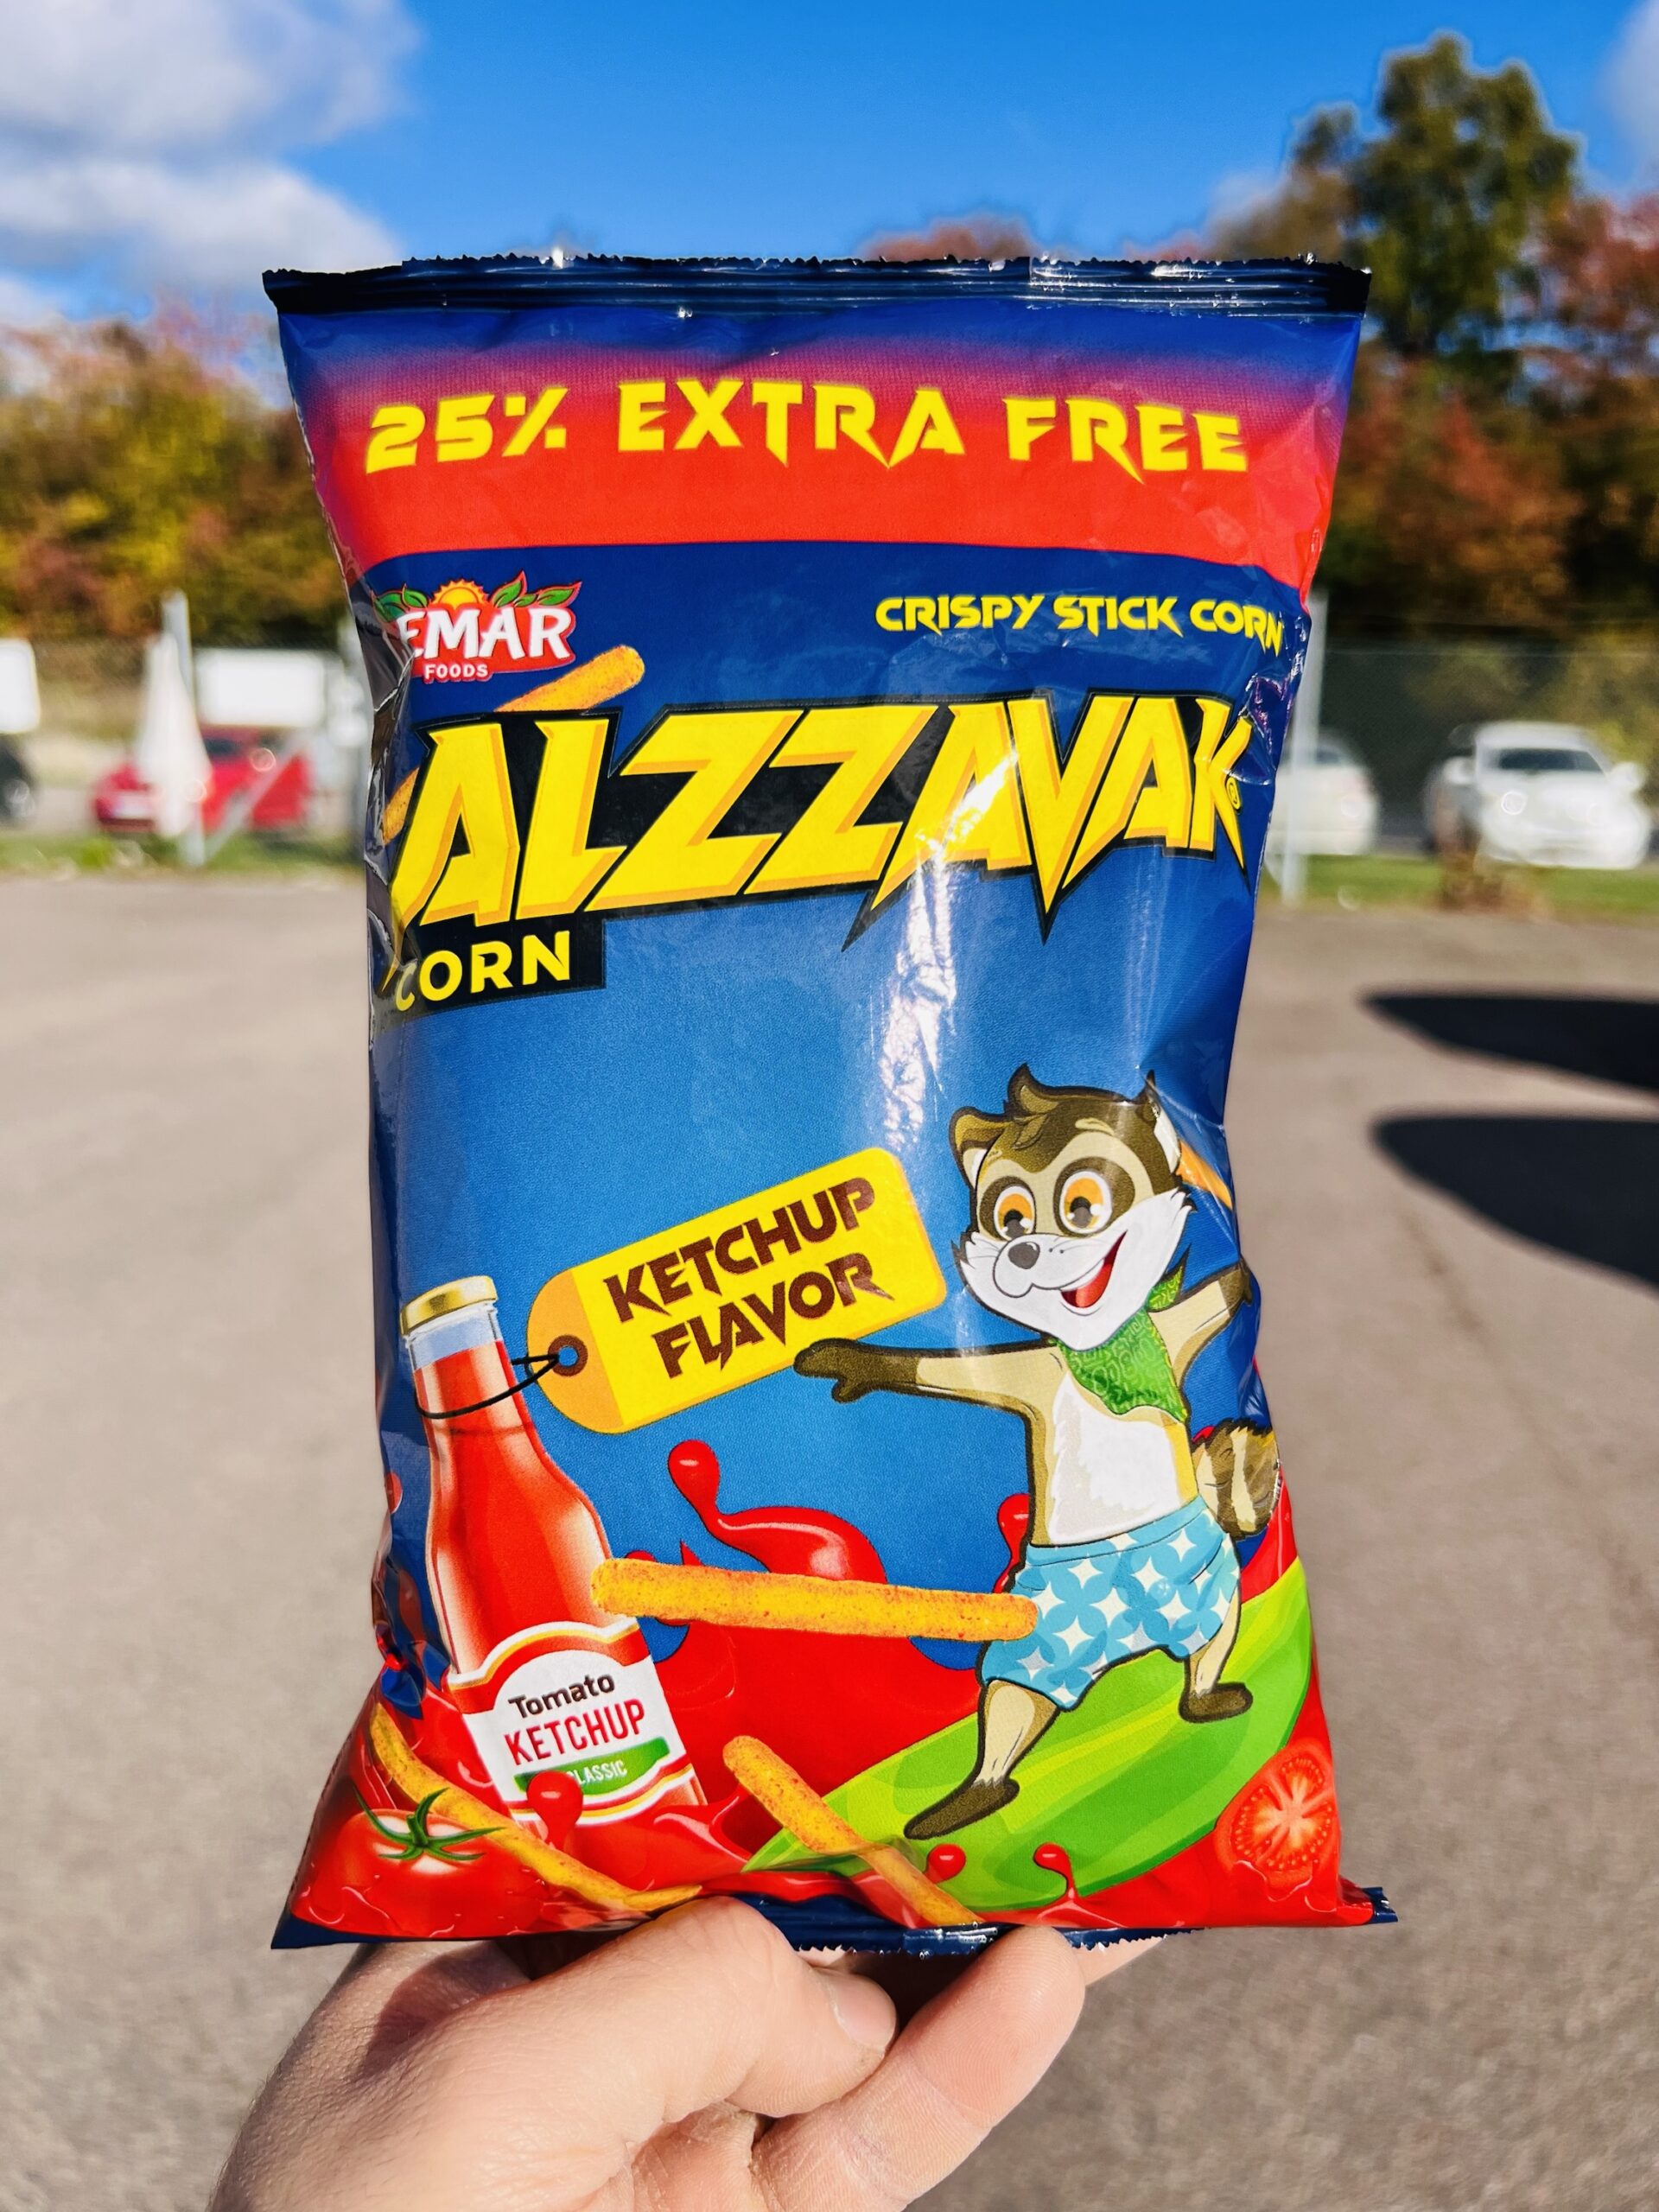 25% EXTRA FREE
EMAR
FOODS
CRISPY STICK CORN
ALZZAVAK®
CORN
KETCHUP
FLAVOR
Tomato
KETCHUP
CLASSIC